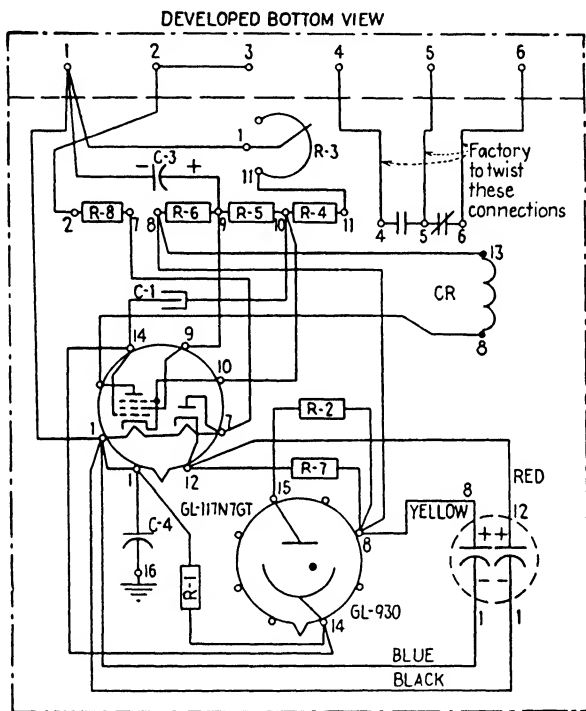 DEVELOPED BOTTOM VIEW
1 2 3 4 5 6
1 R-3
Factory
to twist
these
connections
- C-3 +
11
2 R-8 7 8 R-6 9 R-5 10 R-4 11
4 5 6
13
CR
8
C-1
14 9
10
1 7
1 12
R-2
R-7
15
GL-117N7GT
8
RED
YELLOW 8 12
C-4
16
R-1
+ +
- -
1 1
GL-930
14
BLUE
BLACK